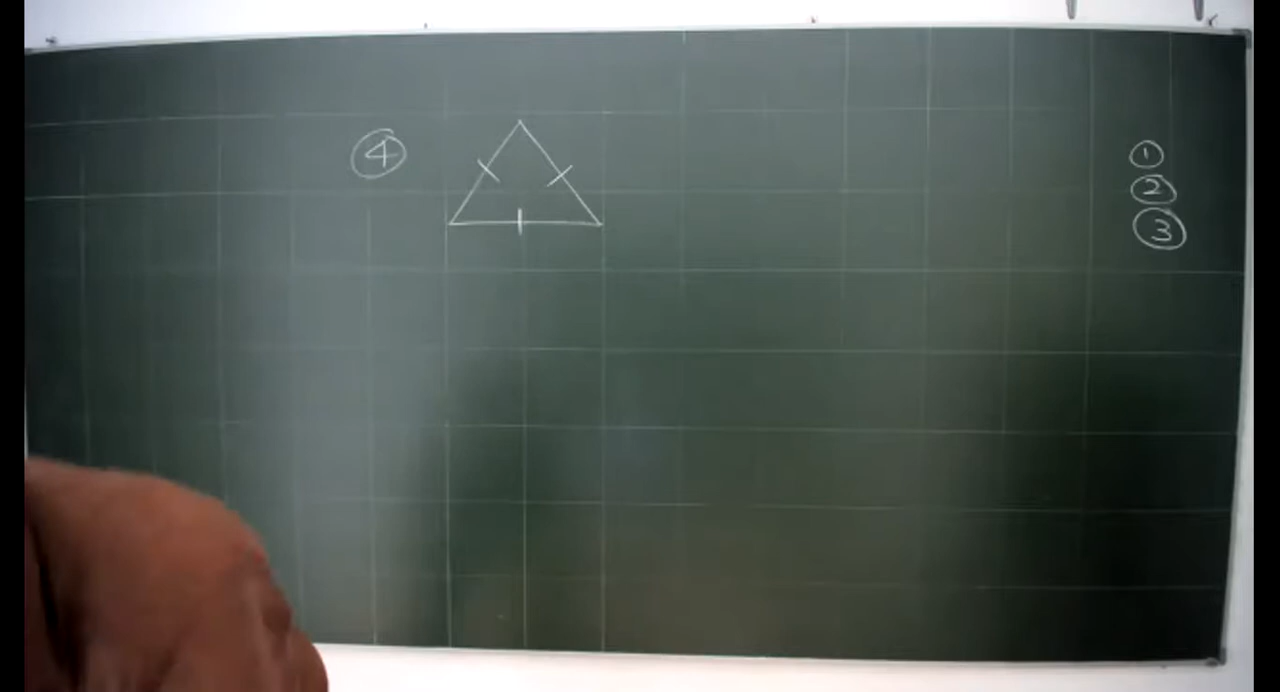 ④
①
②
③